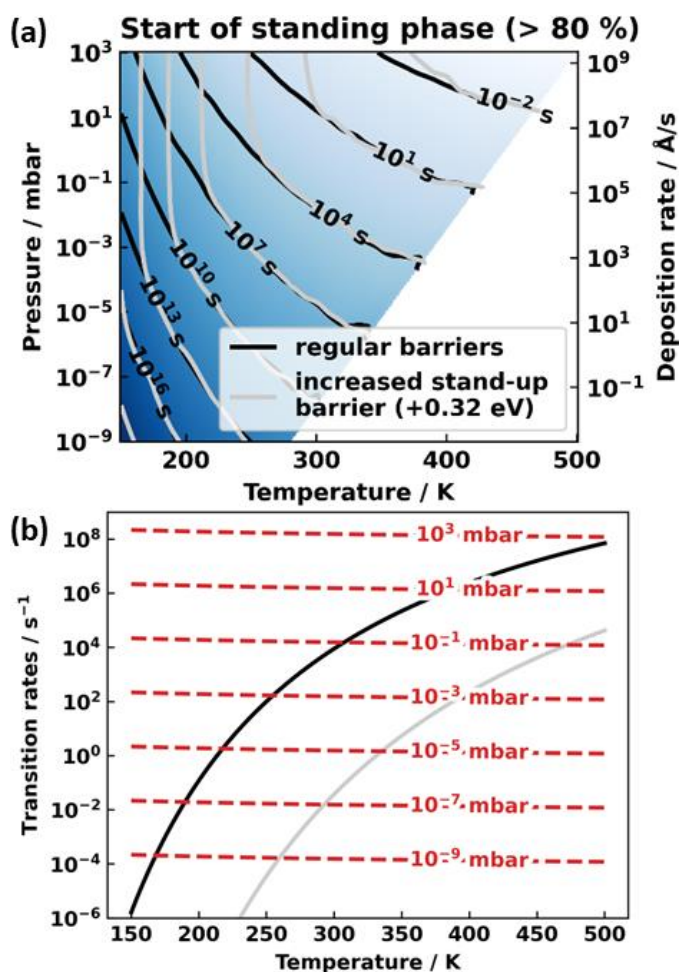 (a)
Start of standing phase (> 80 %)
Pressure / mbar
10³
10¹
10⁻¹
10⁻³
10⁻⁵
10⁻⁷
10⁻⁹
10⁻² s
10¹ s
10⁴ s
10⁷ s
10¹⁰ s
10¹³ s
10¹⁶ s
regular barriers
increased stand-up
barrier (+0.32 eV)
Deposition rate / Å/s
10⁹
10⁷
10⁵
10³
10¹
10⁻¹
200 300 400 500
Temperature / K
(b)
Transition rates / s⁻¹
10⁸
10⁶
10⁴
10²
10⁰
10⁻²
10⁻⁴
10⁻⁶
10³ mbar
10¹ mbar
10⁻¹ mbar
10⁻³ mbar
10⁻⁵ mbar
10⁻⁷ mbar
10⁻⁹ mbar
150 200 250 300 350 400 450 500
Temperature / K